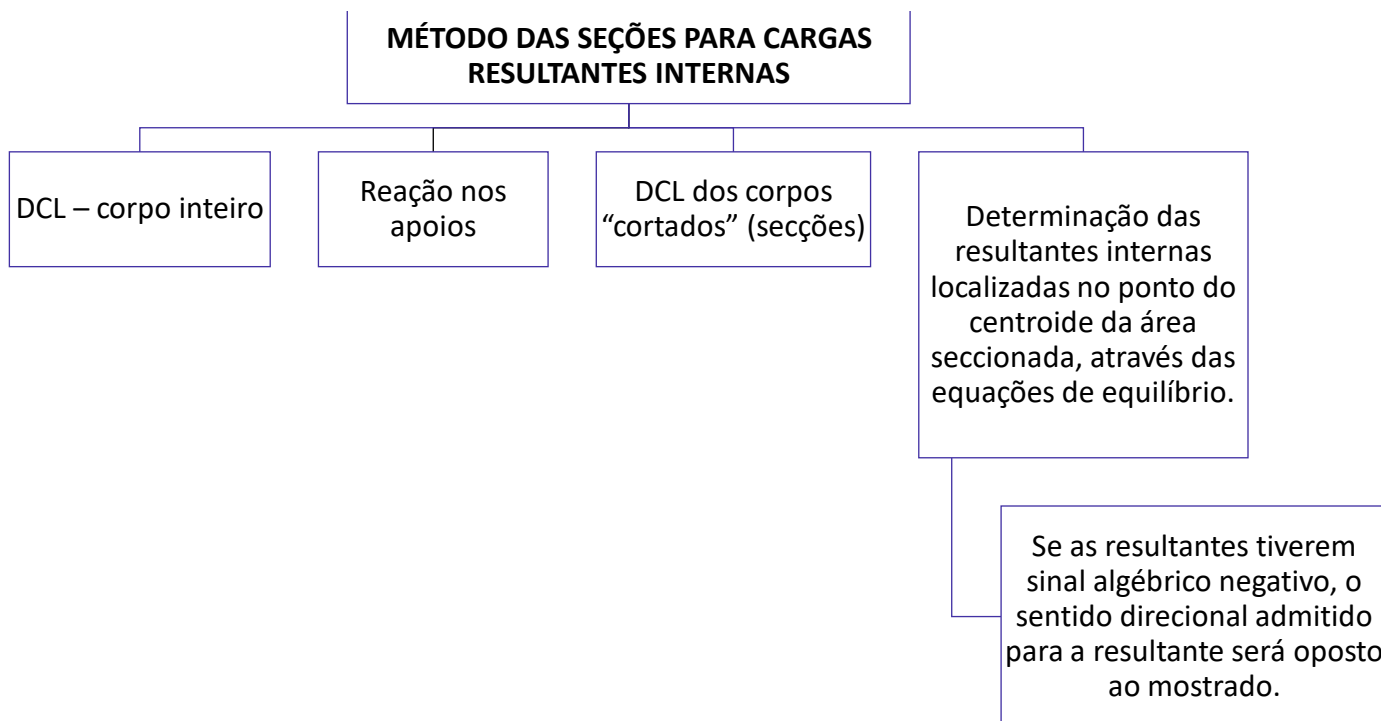 MÉTODO DAS SEÇÕES PARA CARGAS
RESULTANTES INTERNAS
DCL – corpo inteiro
Reação nos
apoios
DCL dos corpos
“cortados” (secções)
Determinação das
resultantes internas
localizadas no ponto do
centroide da área
seccionada, através das
equações de equilíbrio.
Se as resultantes tiverem
sinal algébrico negativo, o
sentido direcional admitido
para a resultante será oposto
ao mostrado.